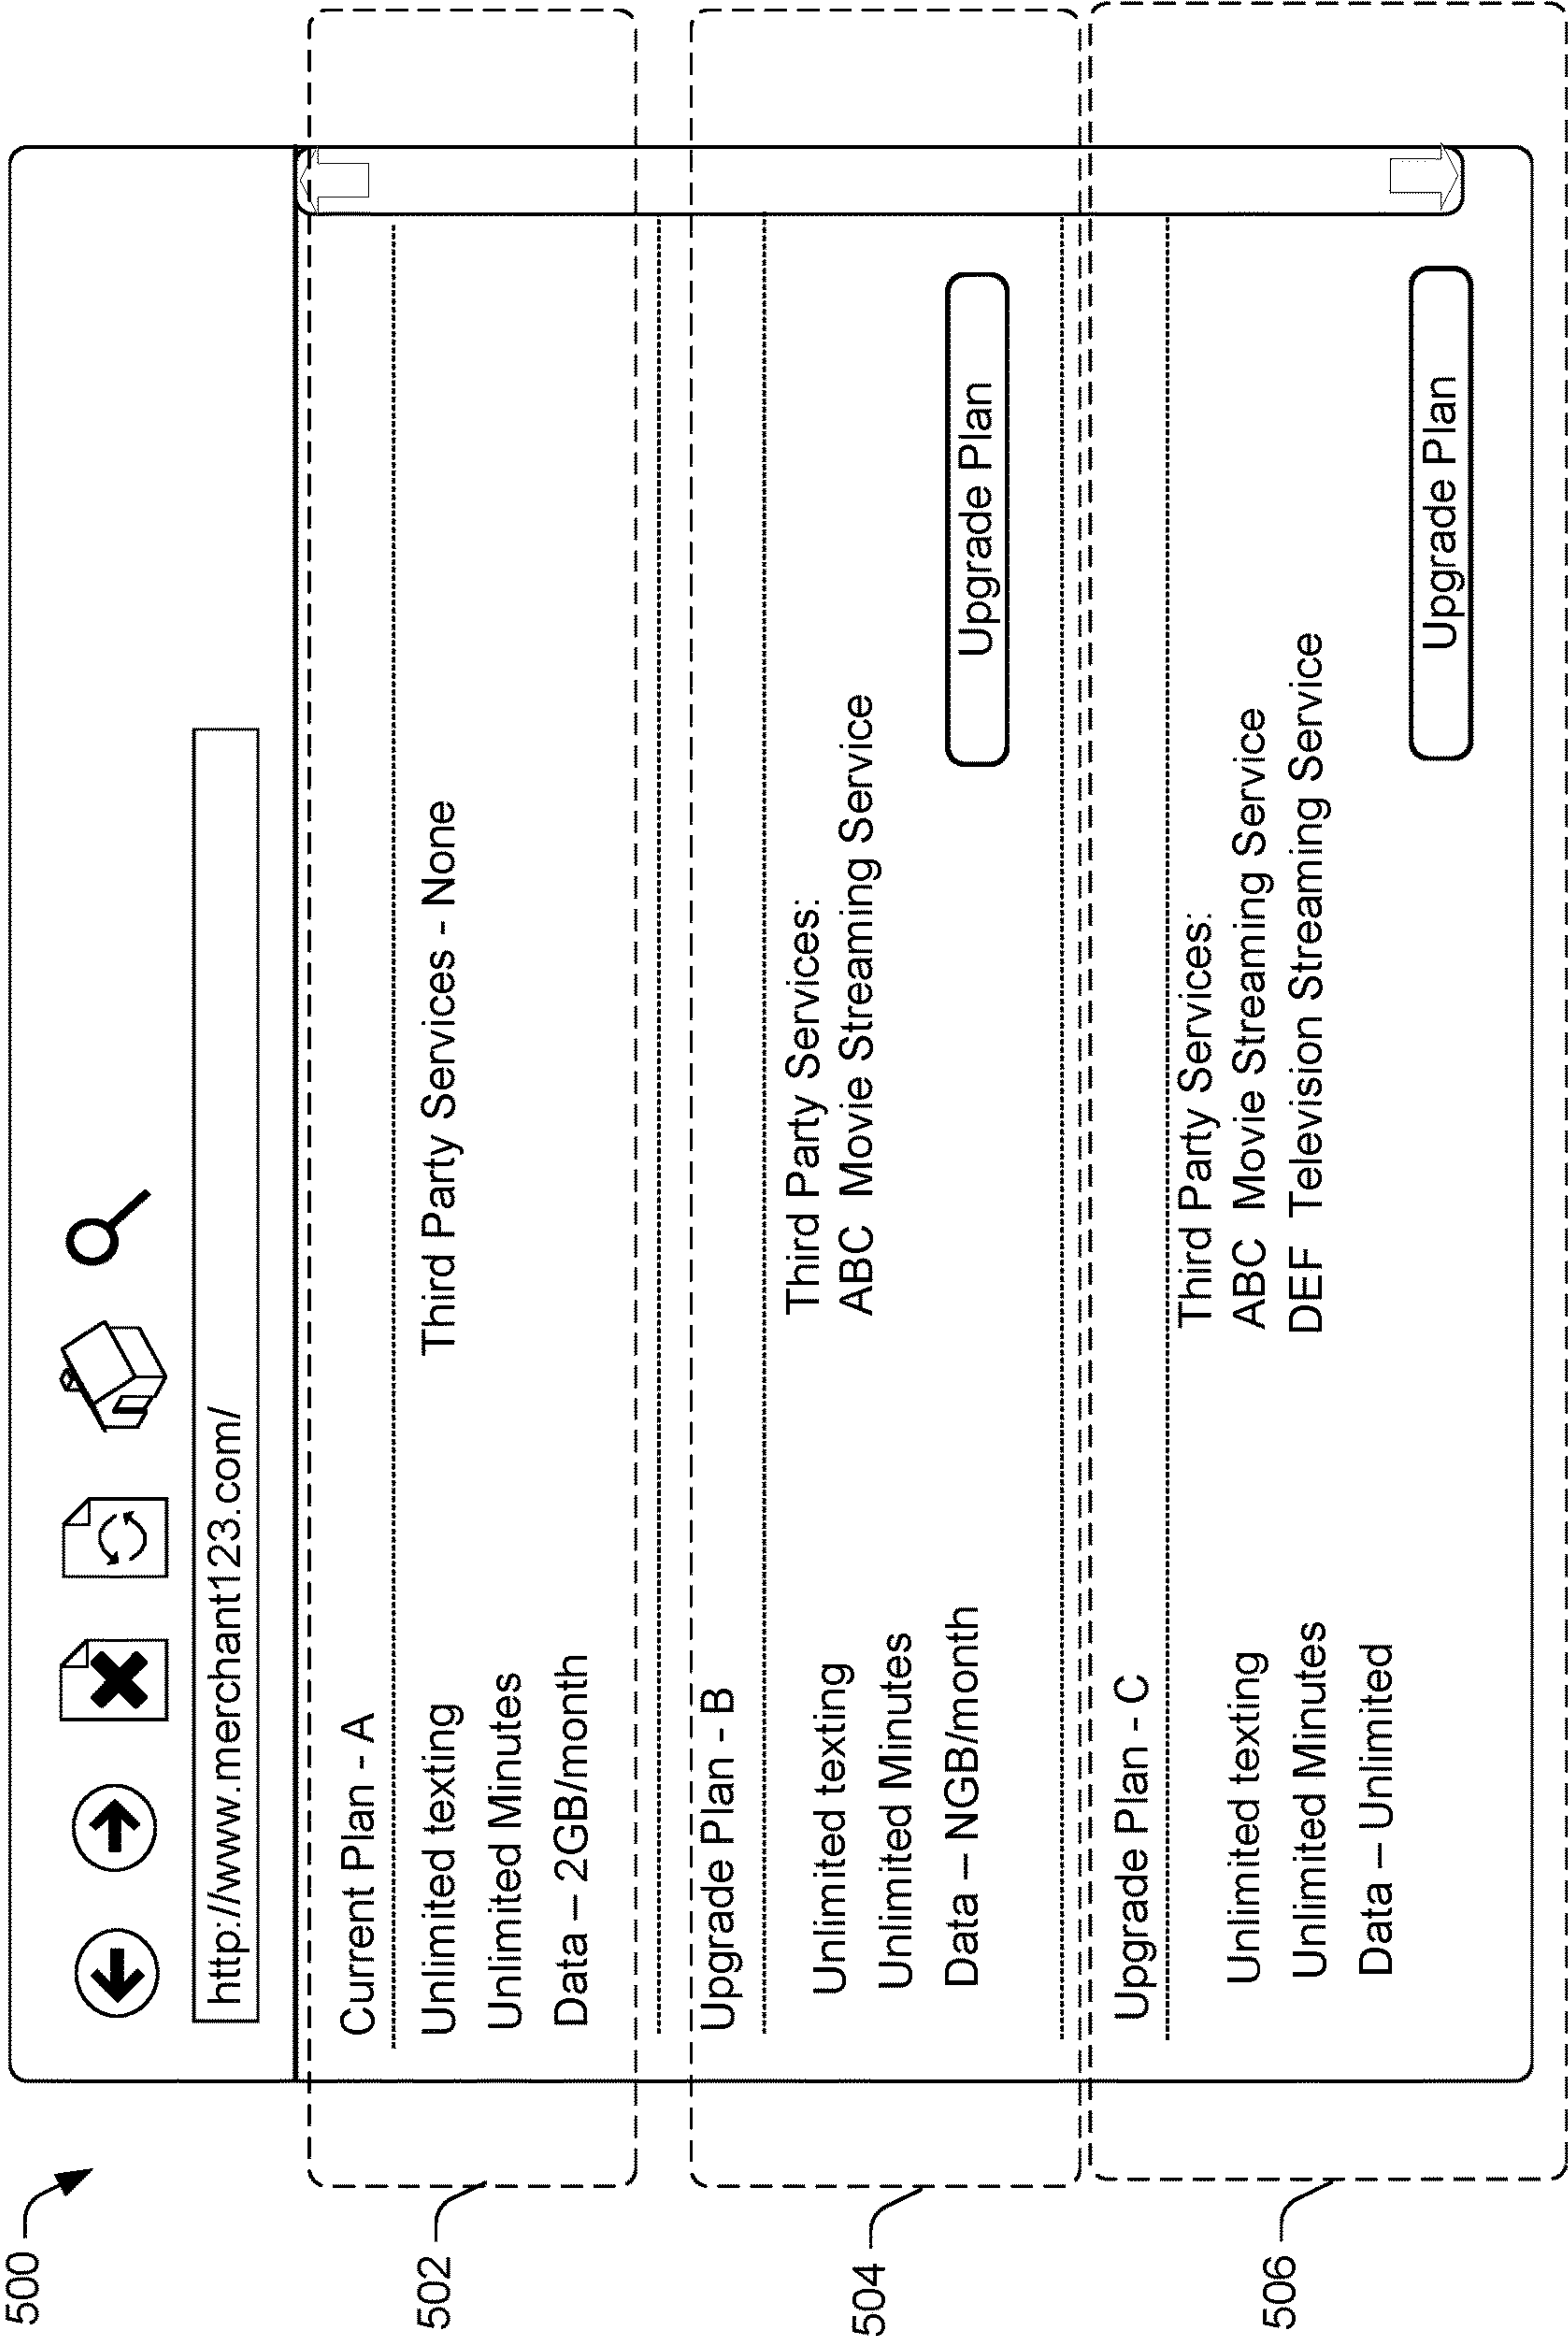 500
http://www.merchant123.com/
502
Current Plan - A
Unlimited texting
Unlimited Minutes
Data – 2GB/month
Third Party Services - None
504
Upgrade Plan - B
Unlimited texting
Unlimited Minutes
Data – NGB/month
Third Party Services:
ABC Movie Streaming Service
Upgrade Plan
506
Upgrade Plan - C
Unlimited texting
Unlimited Minutes
Data – Unlimited
Third Party Services:
ABC Movie Streaming Service
DEF Television Streaming Service
Upgrade Plan